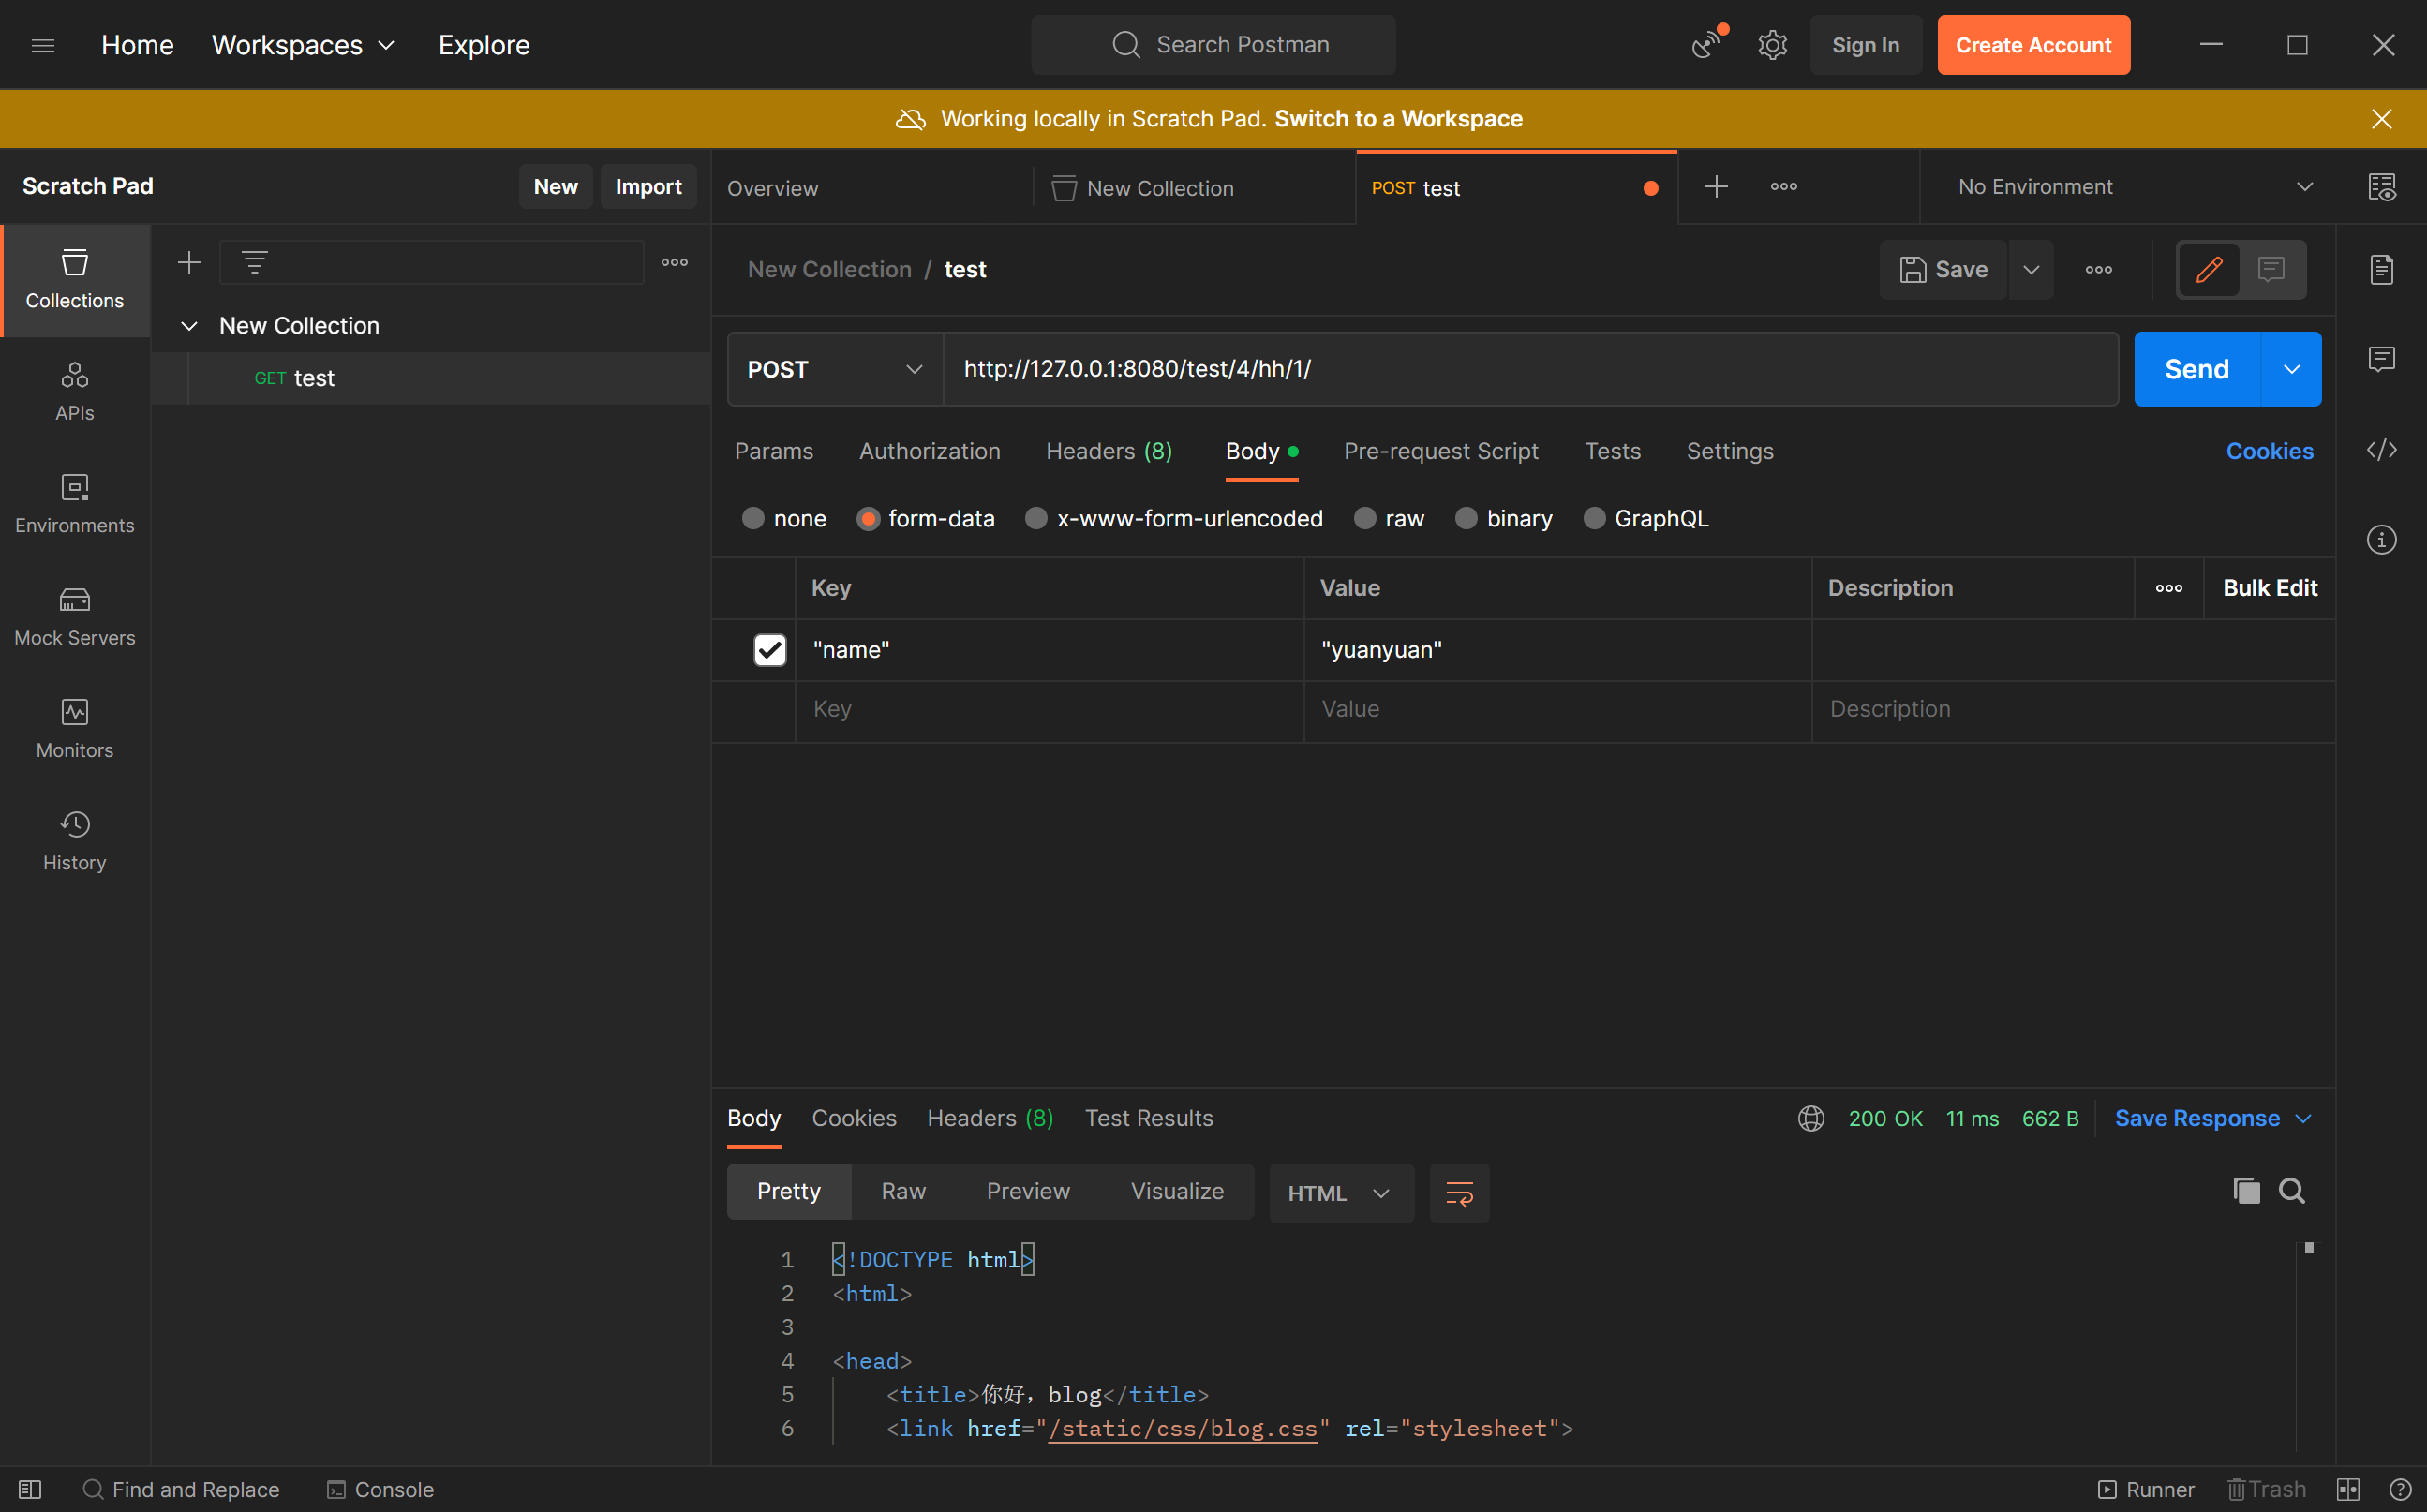 Home Workspaces Explore Search Postman Sign In Create Account
Working locally in Scratch Pad. Switch to a Workspace
Scratch Pad New Import Overview New Collection POST test No Environment
Collections
New Collection
GET test
APIs
Environments
Mock Servers
Monitors
History
New Collection / test Save
POST http://127.0.0.1:8080/test/4/hh/1/ Send
Params Authorization Headers (8) Body Pre-request Script Tests Settings Cookies
none form-data x-www-form-urlencoded raw binary GraphQL
Key Value Description Bulk Edit
"name" "yuanyuan"
Key Value Description
Body Cookies Headers (8) Test Results 200 OK 11 ms 662 B Save Response
Pretty Raw Preview Visualize HTML
1 <!DOCTYPE html>
2 <html>
3
4 <head>
5 <title>你好，blog</title>
6 <link href="/static/css/blog.css" rel="stylesheet">
Find and Replace Console Runner Trash